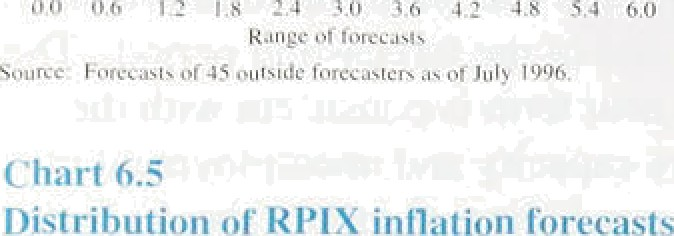 0.0 0.6 1.2 1.8 2.4 3.0 3.6 4.2 4.8 5.4 6.0
Range of forecasts
Source: Forecasts of 45 outside forecasters as of July 1996.
Chart 6.5
Distribution of RPIX inflation forecasts